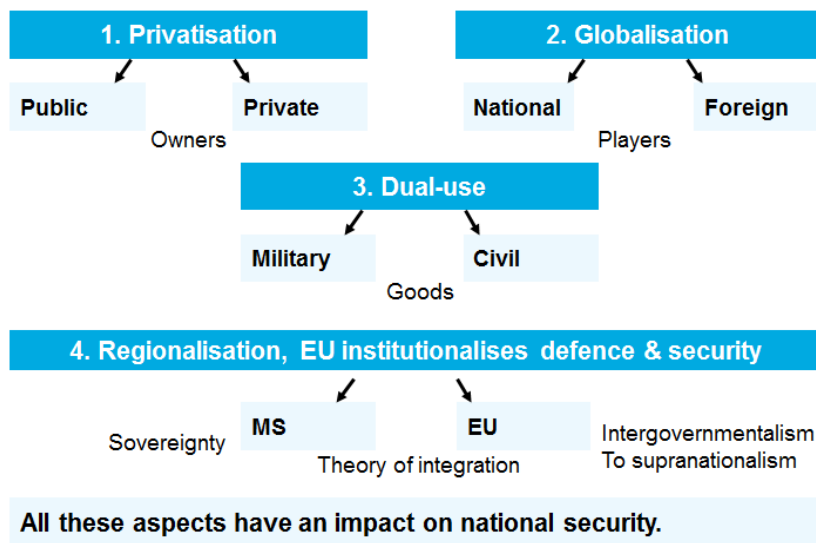 1. Privatisation
2. Globalisation
Public
Private
National
Foreign
Owners
Players
3. Dual-use
Military
Civil
Goods
4. Regionalisation, EU institutionalises defence & security
Sovereignty
MS
EU
Intergovernmentalism
To supranationalism
Theory of integration
All these aspects have an impact on national security.